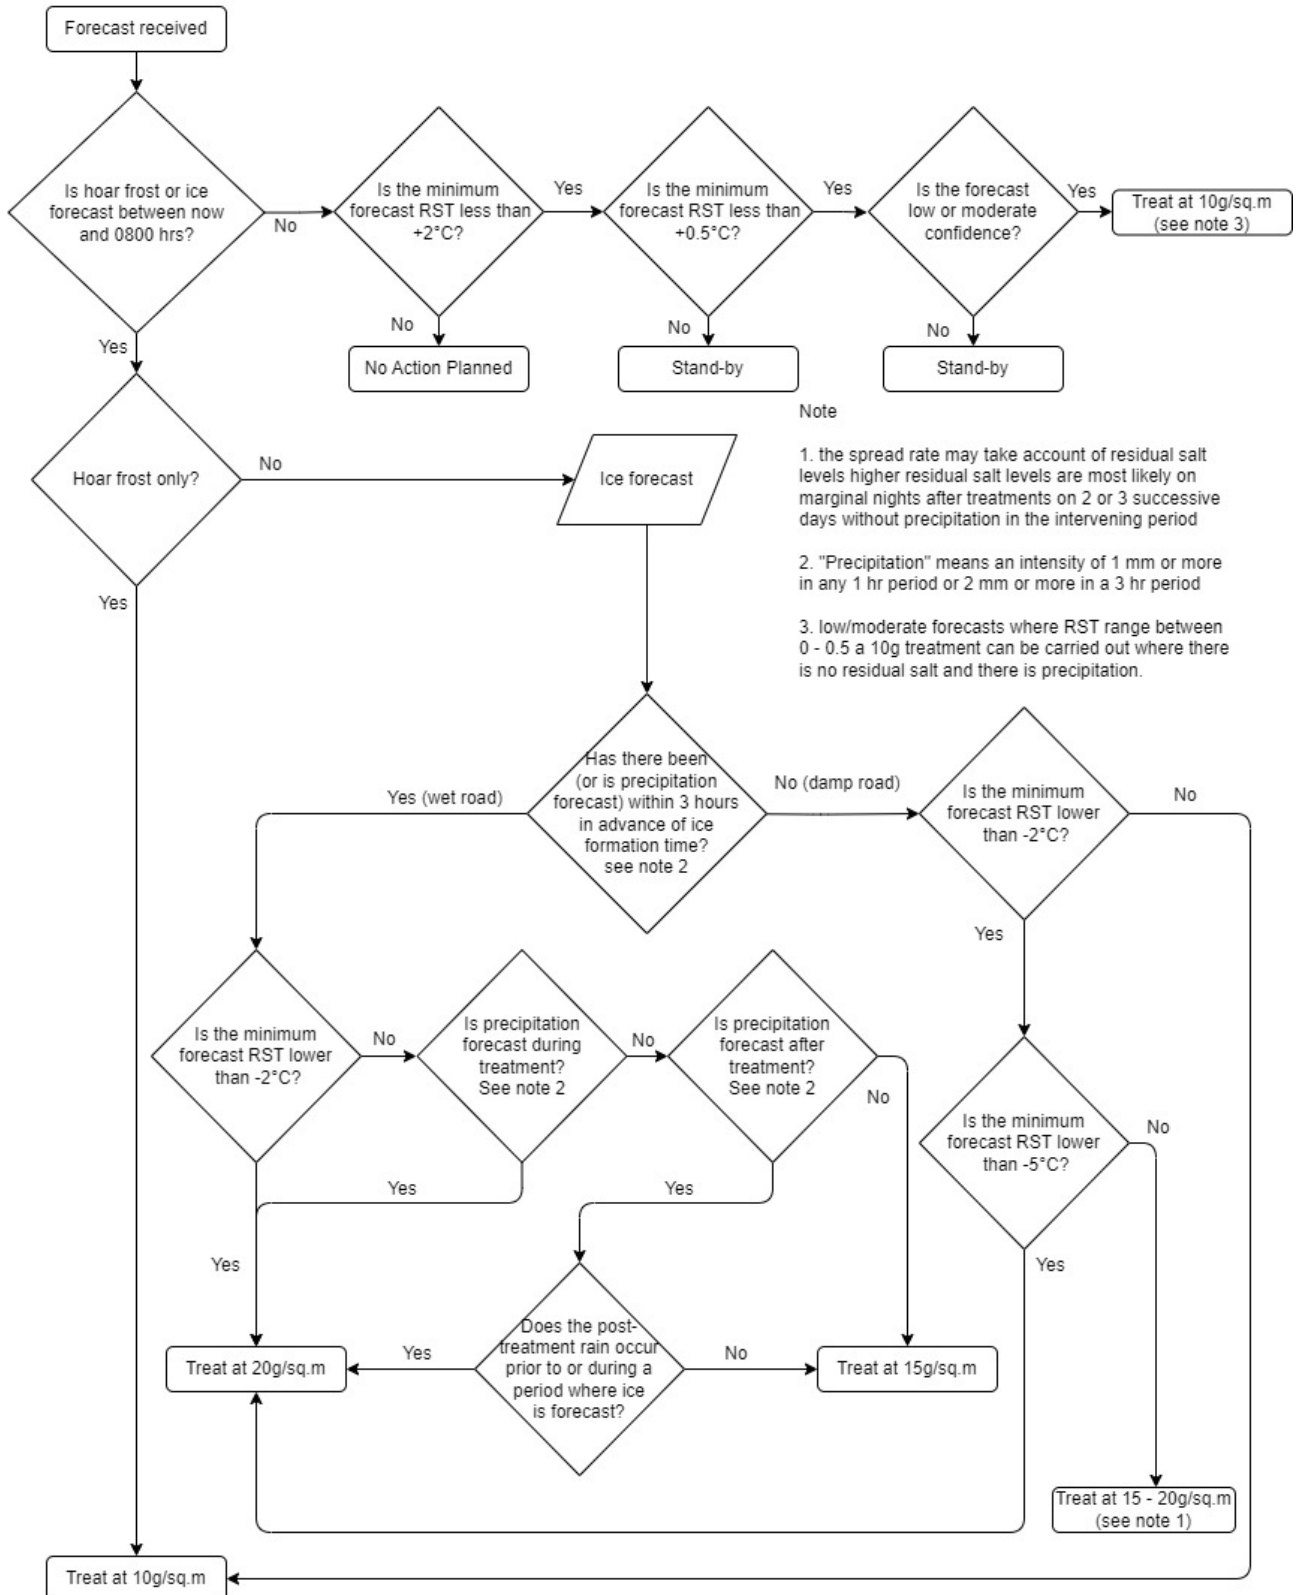 Forecast received
Is hoar frost or ice
forecast between now
and 0800 hrs?
No
Is the minimum
forecast RST less than
+2°C?
Yes
Is the minimum
forecast RST less than
+0.5°C?
Yes
Is the forecast
low or moderate
confidence?
Yes
Treat at 10g/sq.m
(see note 3)
No
No Action Planned
No
Stand-by
No
Stand-by
Yes
Hoar frost only?
No
Ice forecast
Note
1. the spread rate may take account of residual salt
levels higher residual salt levels are most likely on
marginal nights after treatments on 2 or 3 successive
days without precipitation in the intervening period
2. "Precipitation" means an intensity of 1 mm or more
in any 1 hr period or 2 mm or more in a 3 hr period
3. low/moderate forecasts where RST range between
0 - 0.5 a 10g treatment can be carried out where there
is no residual salt and there is precipitation.
Yes
Has there been
(or is precipitation
forecast) within 3 hours
in advance of ice
formation time?
see note 2
Yes (wet road)
No (damp road)
Is the minimum
forecast RST lower
than -2°C?
No
Yes
Is the minimum
forecast RST lower
than -2°C?
No
Is precipitation
forecast during
treatment?
See note 2
No
Is precipitation
forecast after
treatment?
See note 2
No
Is the minimum
forecast RST lower
than -5°C?
No
Yes
Yes
Yes
Yes
Does the post-
treatment rain occur
prior to or during a
period where ice
is forecast?
Yes
No
Treat at 20g/sq.m
Treat at 15g/sq.m
Treat at 15 - 20g/sq.m
(see note 1)
Treat at 10g/sq.m